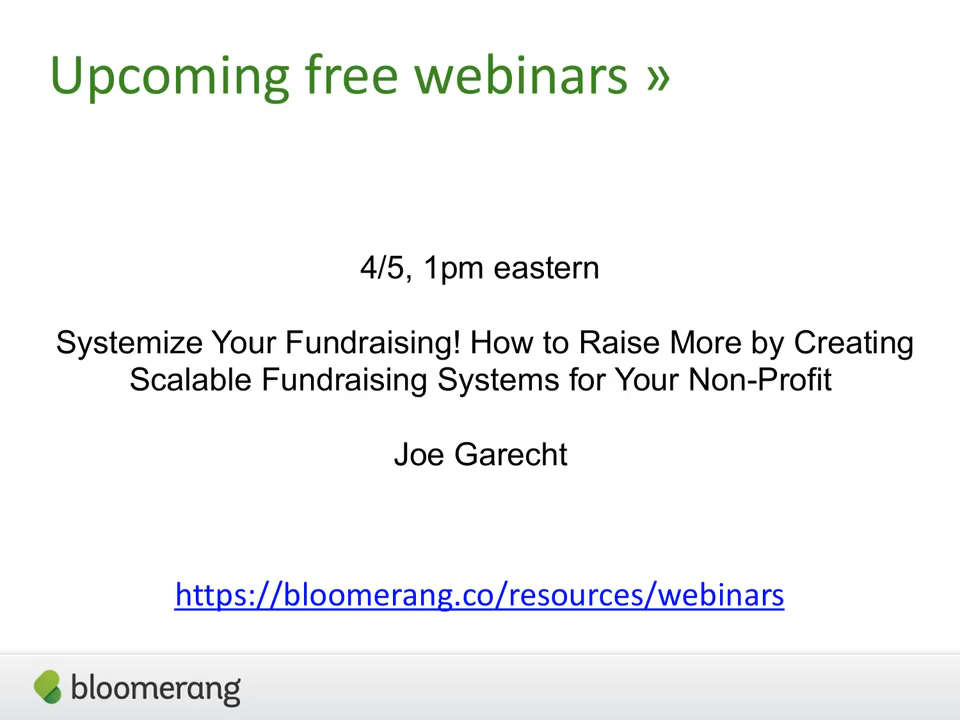 Upcoming free webinars »
4/5, 1pm eastern
Systemize Your Fundraising! How to Raise More by Creating
Scalable Fundraising Systems for Your Non-Profit
Joe Garecht
https://bloomerang.co/resources/webinars
bloomerang